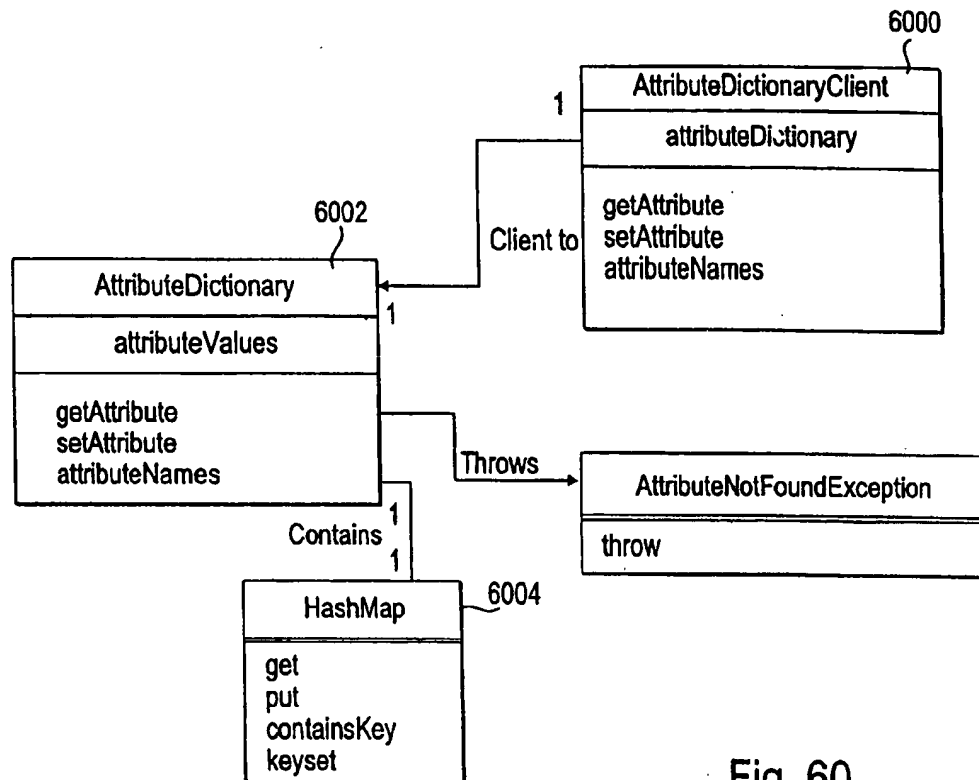 6000
AttributeDictionaryClient
attributeDictionary
getAttribute
setAttribute
attributeNames
1
Client to
6002
AttributeDictionary
1
attributeValues
getAttribute
setAttribute
attributeNames
Throws
AttributeNotFoundException
throw
1
Contains
1
HashMap
6004
get
put
containsKey
keyset
Fig. 60